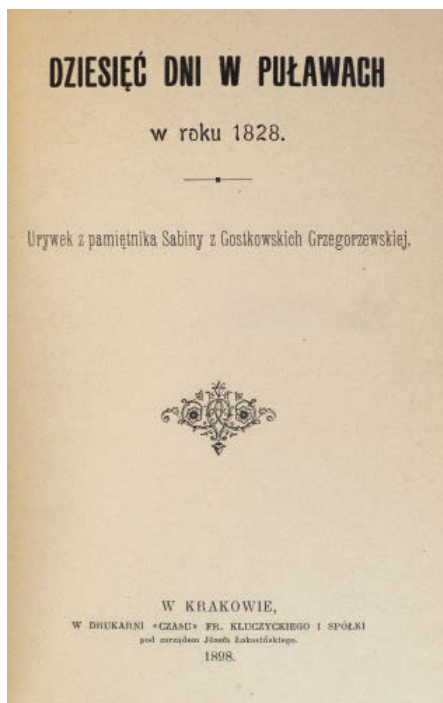 DZIESIĘĆ DNI W PUŁAWACH
w roku 1828.
Urywek z pamiętnika Sabiny z Gostkowskich Grzegorzewskiej.
W KRAKOWIE,
W DRUKARNI «CZASU» FR. KLUCZYCKIEGO I SPÓŁKI
pod zarządem Józefa Łakocińskiego.
1898.